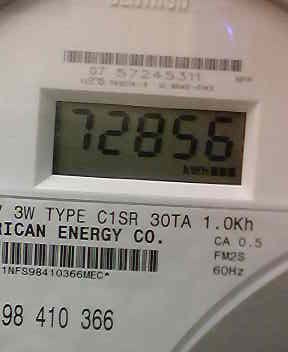 07 57245311
72856
kWh
3W TYPE C1SR 30TA 1.0Kh
RICAN ENERGY CO.
CA 0.5
FM2S
60Hz
1NFS98410366MEC*
98 410 366